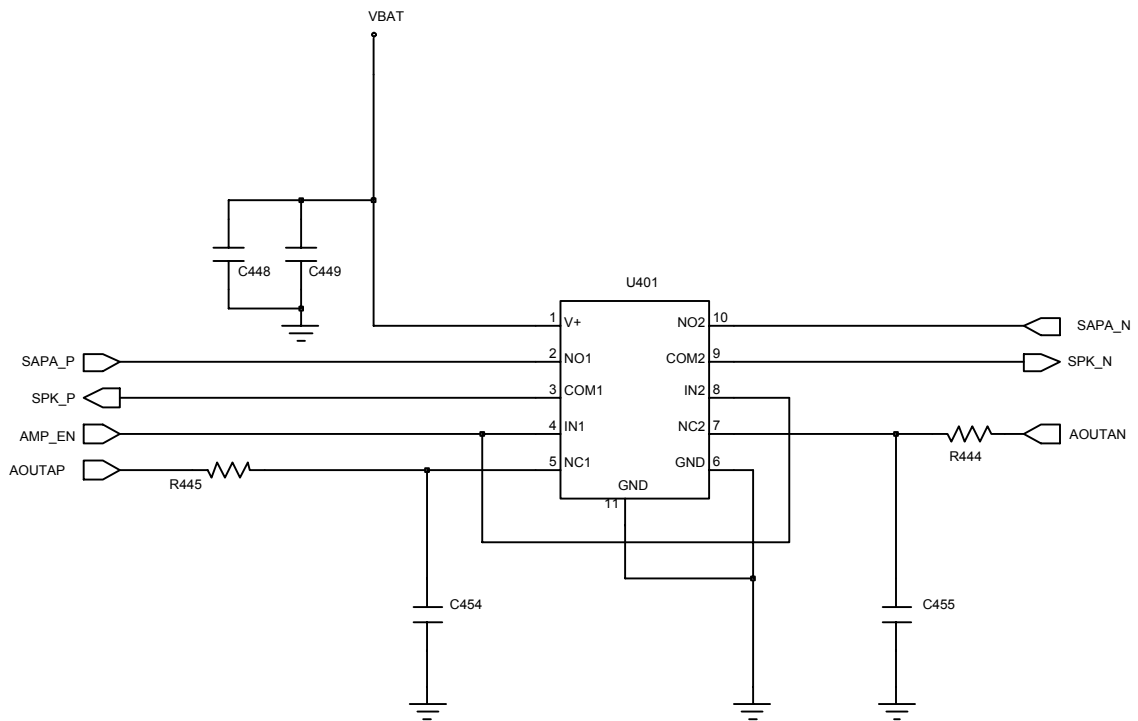 VBAT
C448
C449
U401
1
V+
NO2
10
SAPA_N
SAPA_P
2
NO1
COM2
9
SPK_N
SPK_P
3
COM1
IN2
8
AMP_EN
4
IN1
NC2
7
R444
AOUTAN
AOUTAP
R445
5
NC1
GND
6
GND
11
C454
C455